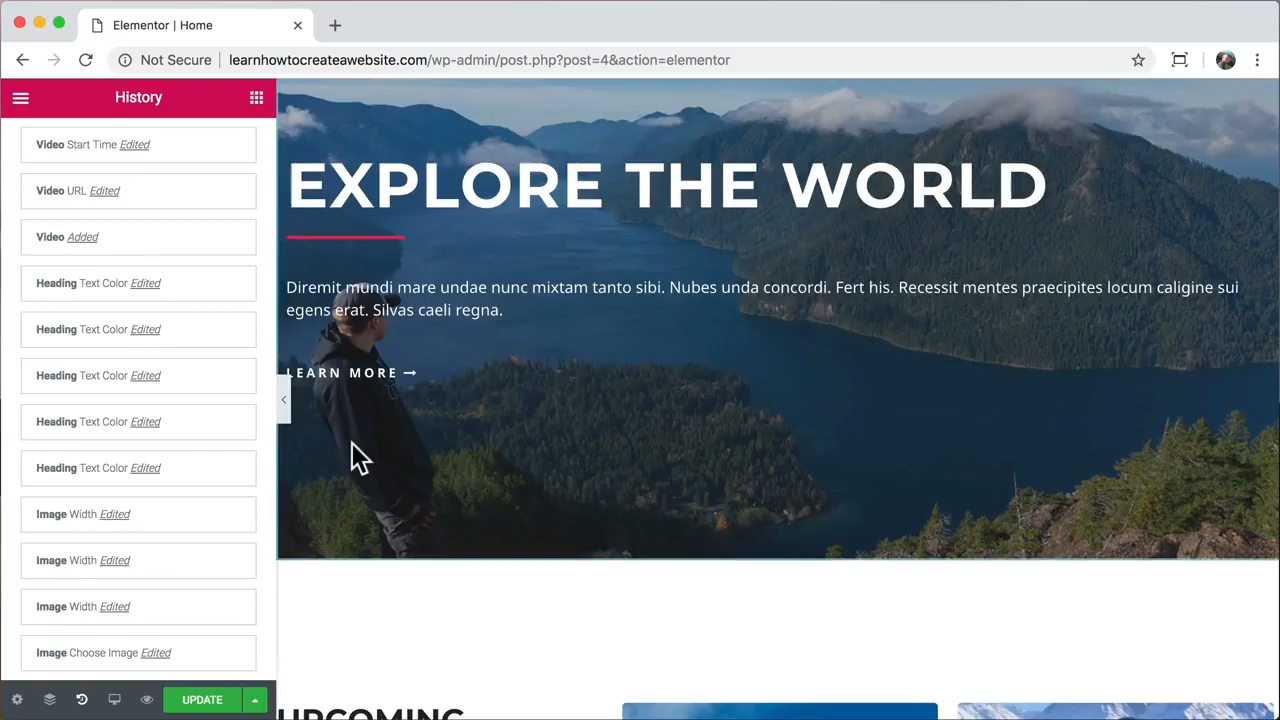 Elementor | Home
Not Secure learnhowtocreateawebsite.com/wp-admin/post.php?post=4&action=elementor
History
Video Start Time Edited
Video URL Edited
Video Added
Heading Text Color Edited
Heading Text Color Edited
Heading Text Color Edited
Heading Text Color Edited
Heading Text Color Edited
Image Width Edited
Image Width Edited
Image Width Edited
Image Choose Image Edited
UPDATE
EXPLORE THE WORLD
Diremit mundi mare undae nunc mixtam tanto sibi. Nubes unda concordi. Fert his. Recessit mentes praecipites locum caligine sui
egens erat. Silvas caeli regna.
LEARN MORE →
UPCOMING